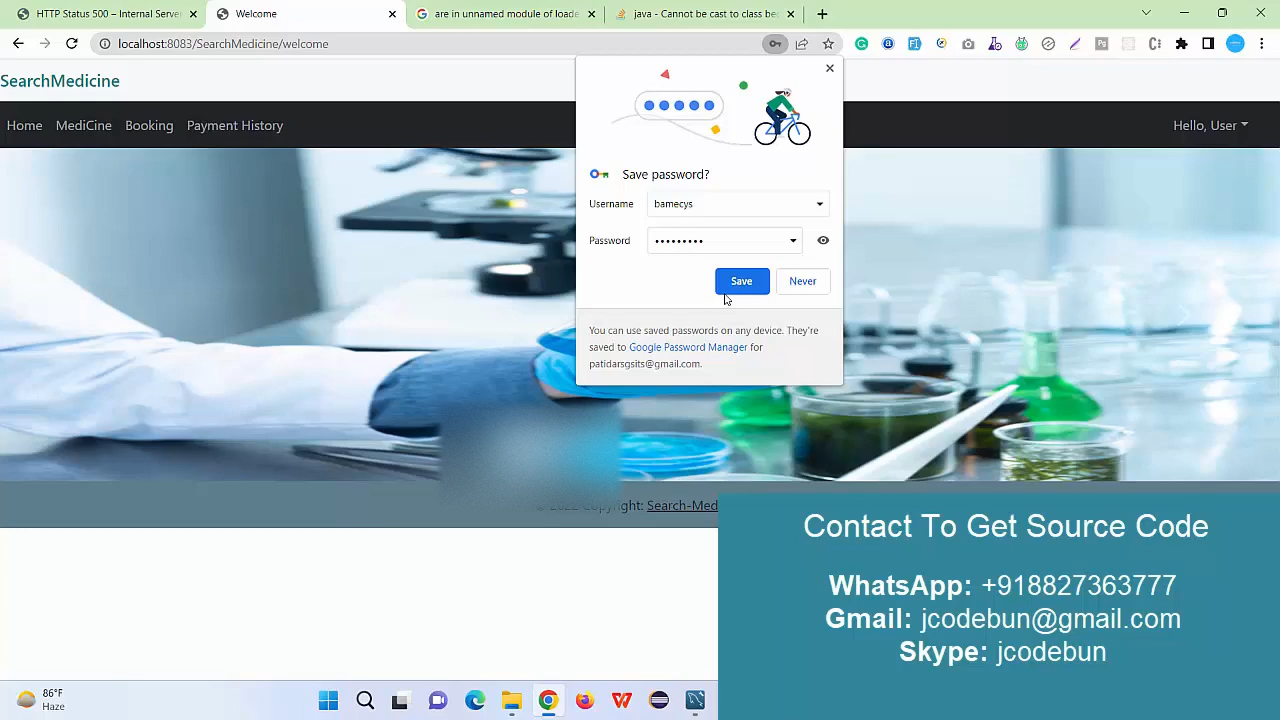 HTTP Status 500 – Internal Server
Welcome
are in unnamed module of loade
java - Cannot be cast to class be
localhost:8083/SearchMedicine/welcome
SearchMedicine
Home MediCine Booking Payment History
Hello, User
Save password?
Username bamecys
Password •••••••••
Save Never
You can use saved passwords on any device. They're
saved to Google Password Manager for
patidarsgsits@gmail.com.
© 2022 Copyright: Search-Med
Contact To Get Source Code
WhatsApp: +918827363777
Gmail: jcodebun@gmail.com
Skype: jcodebun
86°F
Haze